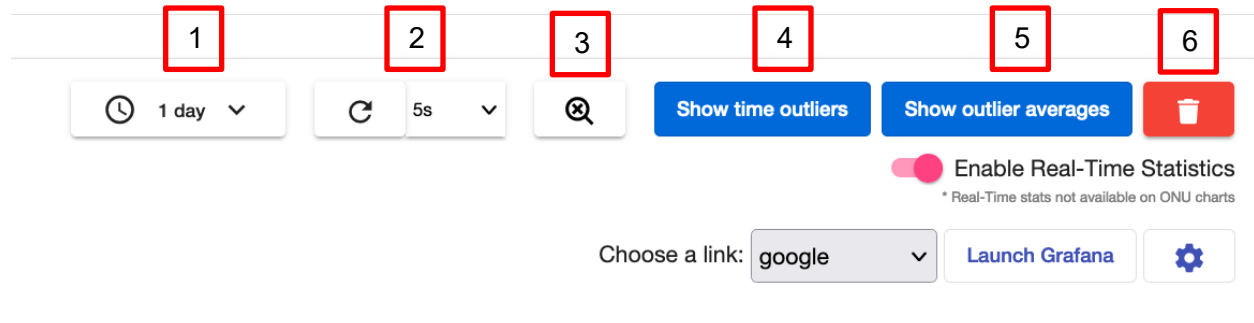 1 2 3 4 5 6
1 day 5s Show time outliers Show outlier averages
Enable Real-Time Statistics
* Real-Time stats not available on ONU charts
Choose a link: google Launch Grafana